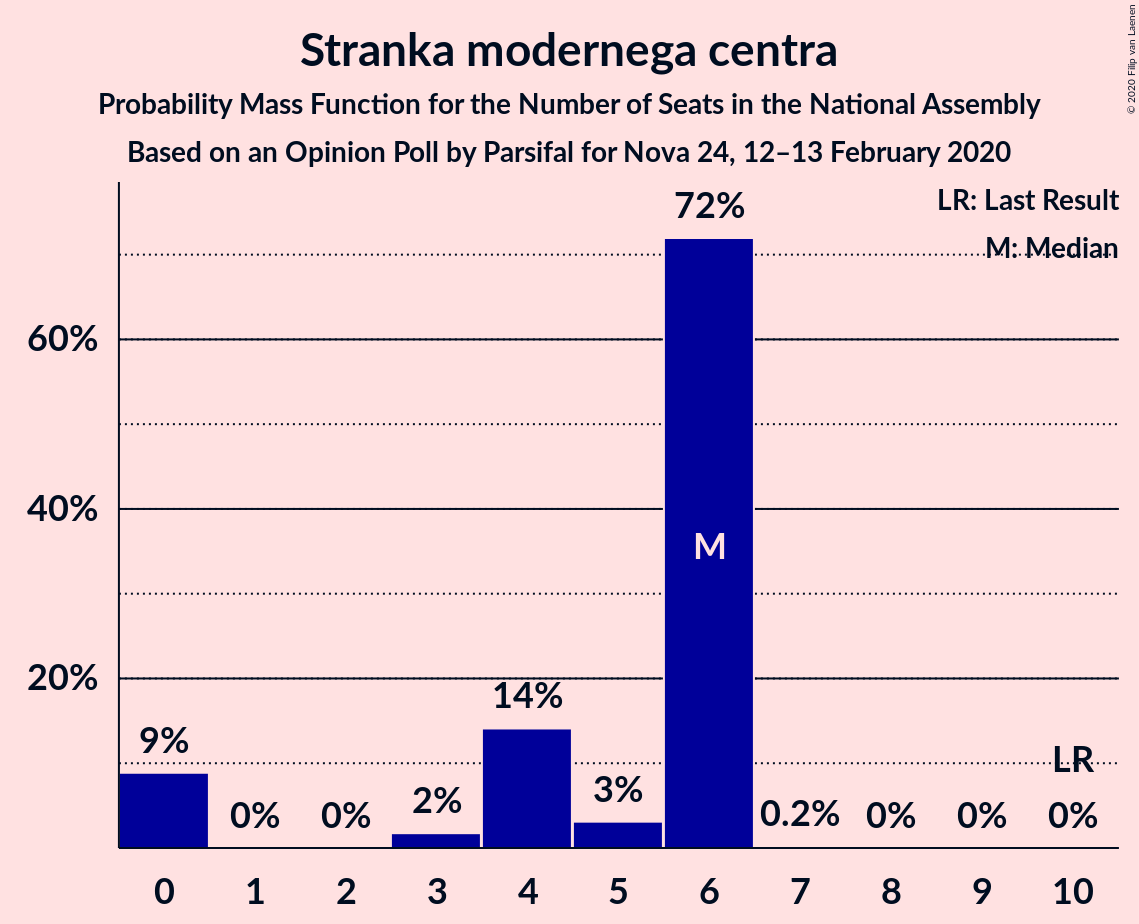 Stranka modernega centra
Probability Mass Function for the Number of Seats in the National Assembly
Based on an Opinion Poll by Parsifal for Nova 24, 12–13 February 2020
© 2020 Filip van Laenen
LR: Last Result
M: Median
72%
60%
40%
M
20%
14%
9%
LR
3%
2%
0%
0%
0.2%
0%
0%
0%
0 1 2 3 4 5 6 7 8 9 10